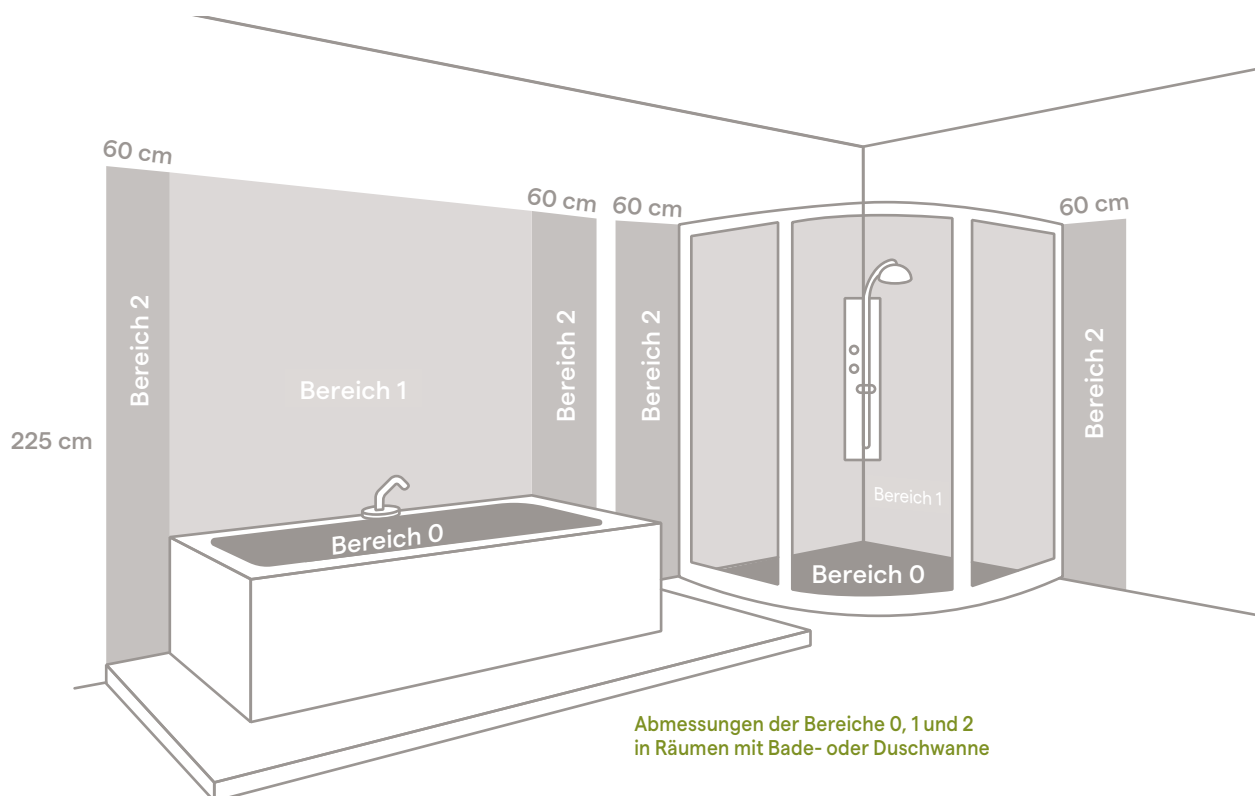 60 cm
60 cm
60 cm
60 cm
Bereich 2
Bereich 1
Bereich 2
Bereich 2
Bereich 2
225 cm
Bereich 1
Bereich 0
Bereich 0
Abmessungen der Bereiche 0, 1 und 2
in Räumen mit Bade- oder Duschwanne